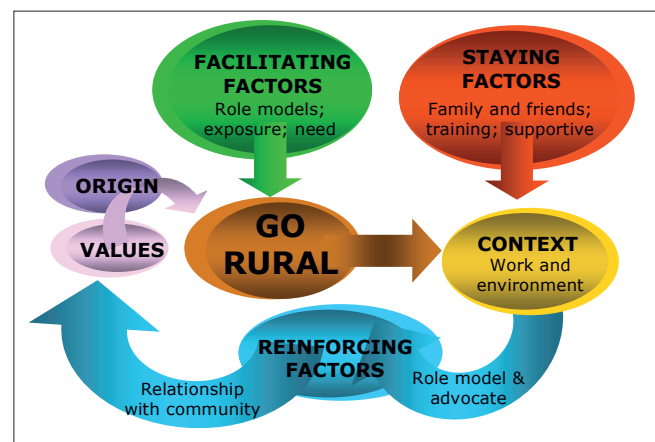 FACILITATING
FACTORS
Role models;
exposure; need
STAYING
FACTORS
Family and friends;
training; supportive
ORIGIN
VALUES
GO
RURAL
CONTEXT
Work and
environment
REINFORCING
FACTORS
Relationship
with community
Role model &
advocate